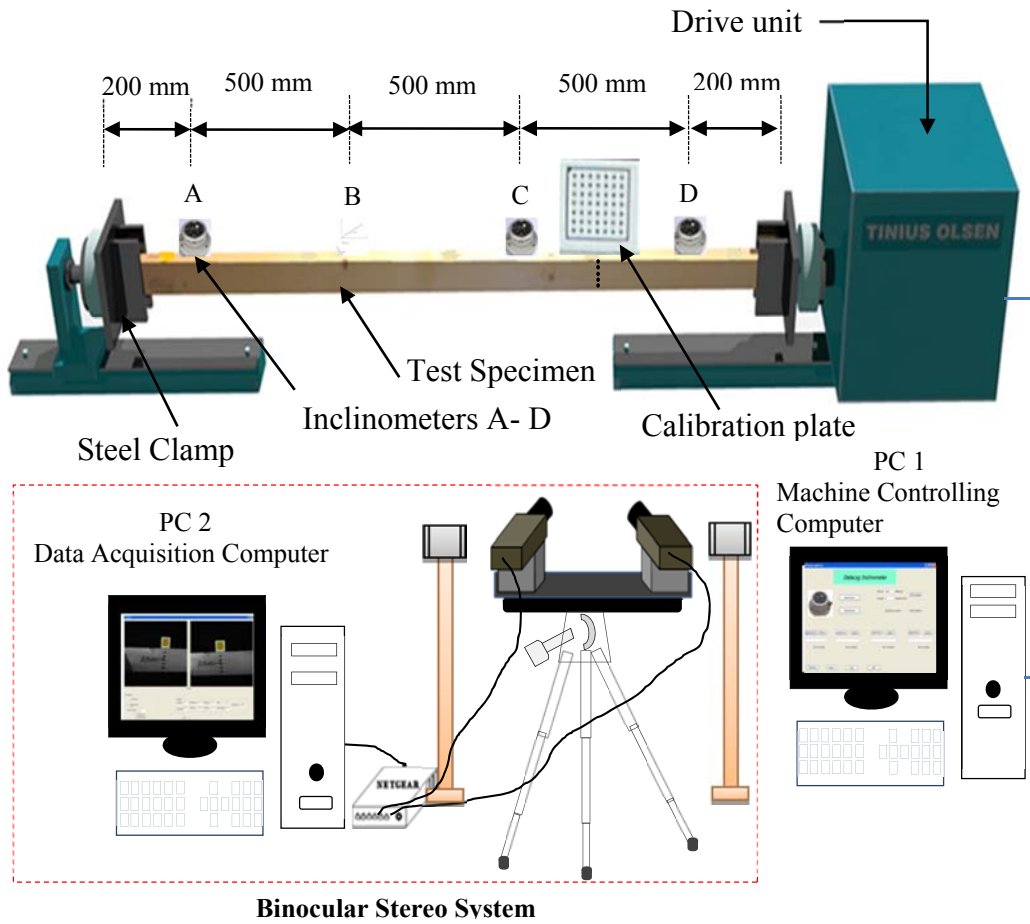 Drive unit
200 mm
500 mm
500 mm
500 mm
200 mm
A
B
C
D
TINIUS OLSEN
Test Specimen
Inclinometers A- D
Calibration plate
Steel Clamp
PC 1
Machine Controlling
Computer
PC 2
Data Acquisition Computer
NETGEAR
Binocular Stereo System